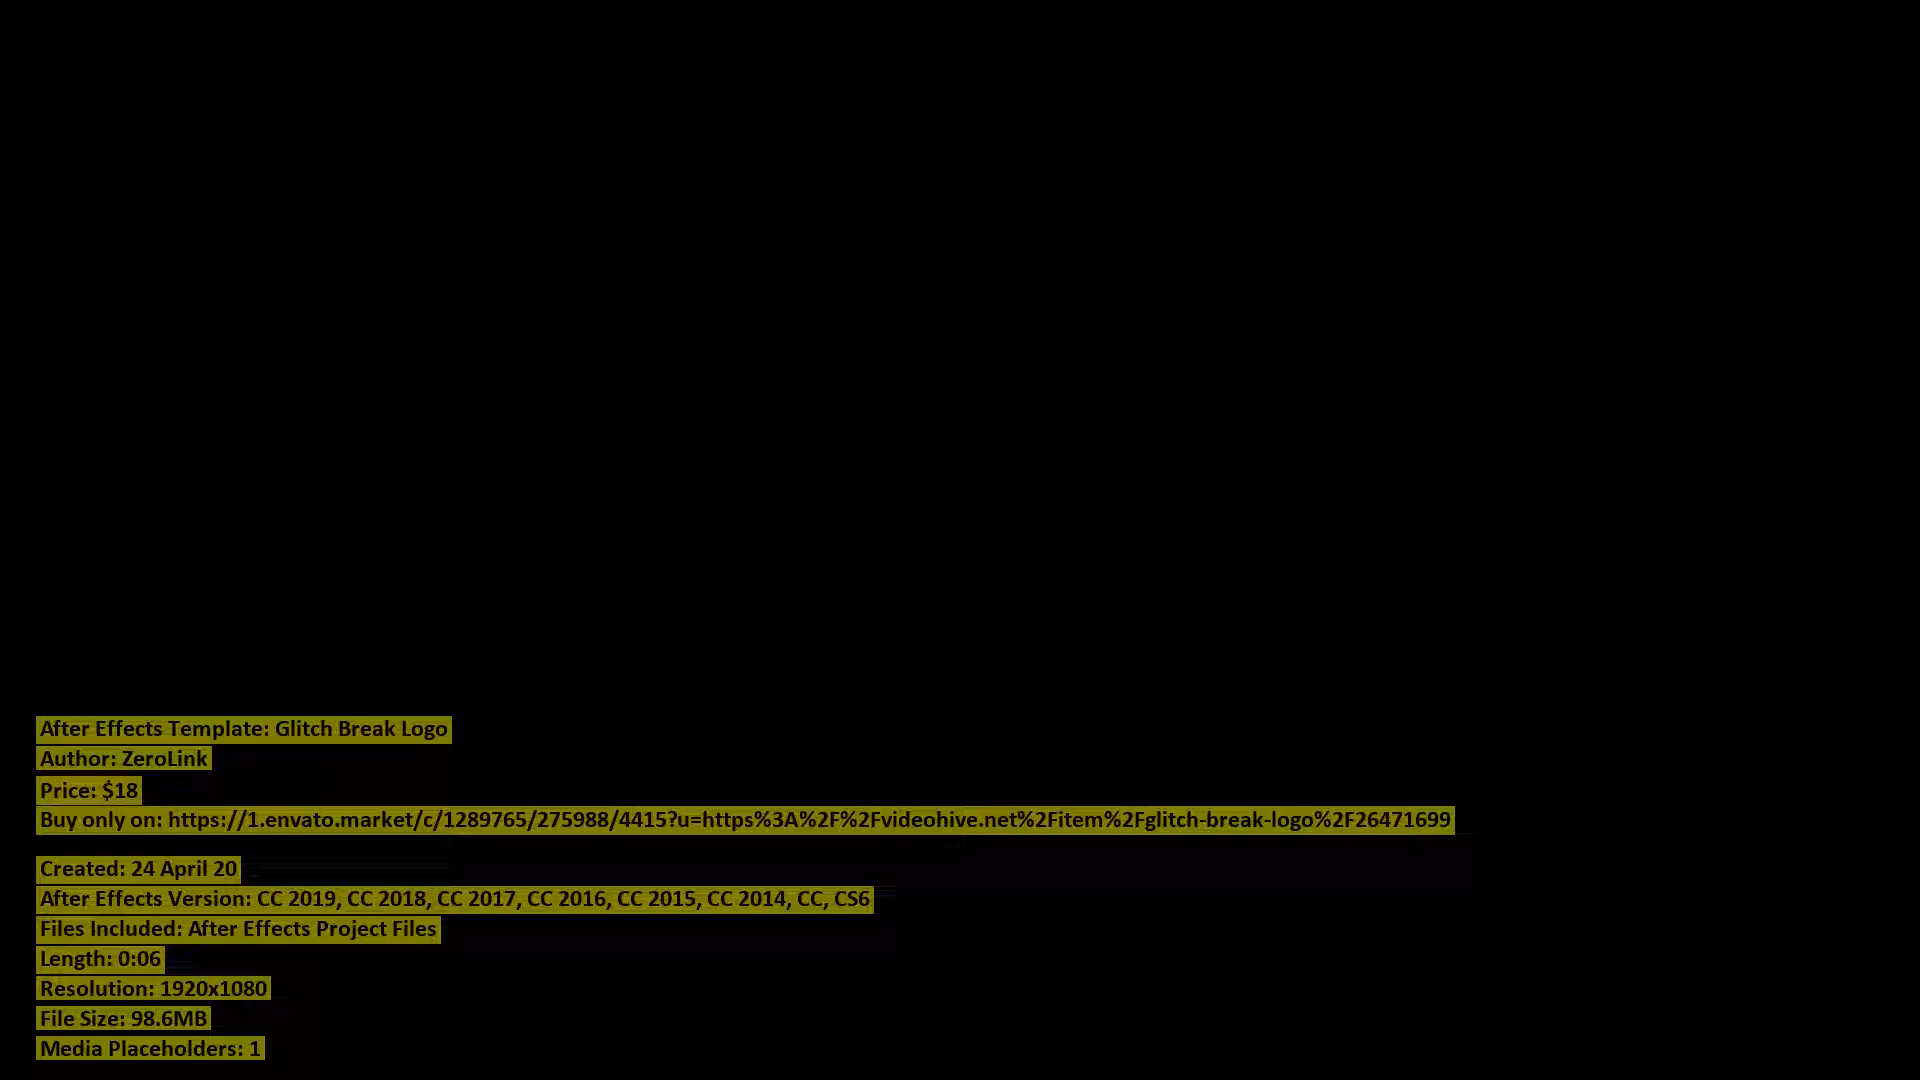 After Effects Template: Glitch Break Logo
Author: ZeroLink
Price: $18
Buy only on: https://1.envato.market/c/1289765/275988/4415?u=https%3A%2F%2Fvideohive.net%2Fitem%2Fglitch-break-logo%2F26471699
Created: 24 April 20
After Effects Version: CC 2019, CC 2018, CC 2017, CC 2016, CC 2015, CC 2014, CC, CS6
Files Included: After Effects Project Files
Length: 0:06
Resolution: 1920x1080
File Size: 98.6MB
Media Placeholders: 1